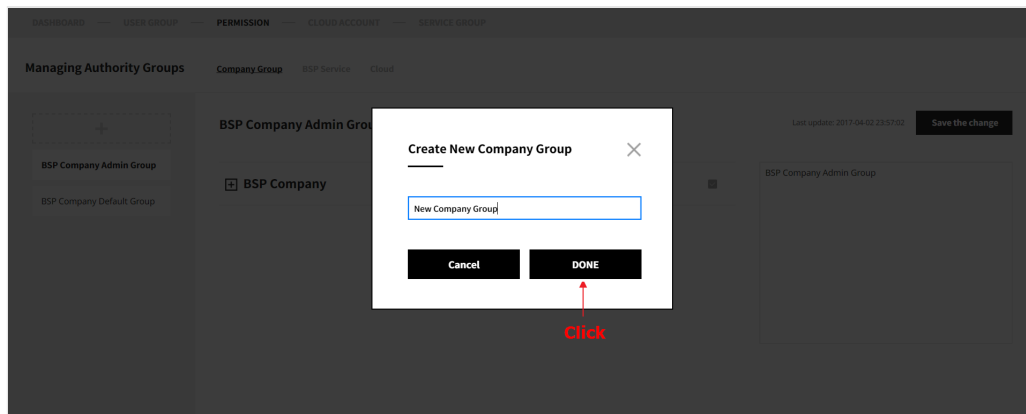 DASHBOARD USER GROUP PERMISSION CLOUD ACCOUNT SERVICE GROUP
Managing Authority Groups Company Group BSP Service Cloud
BSP Company Admin Grou
Last update: 2017-04-02 23:51:02 Save the change
Create New Company Group
BSP Company Admin Group
BSP Company Default Group
BSP Company
BSP Company Admin Group
New Company Group
Cancel DONE
Click